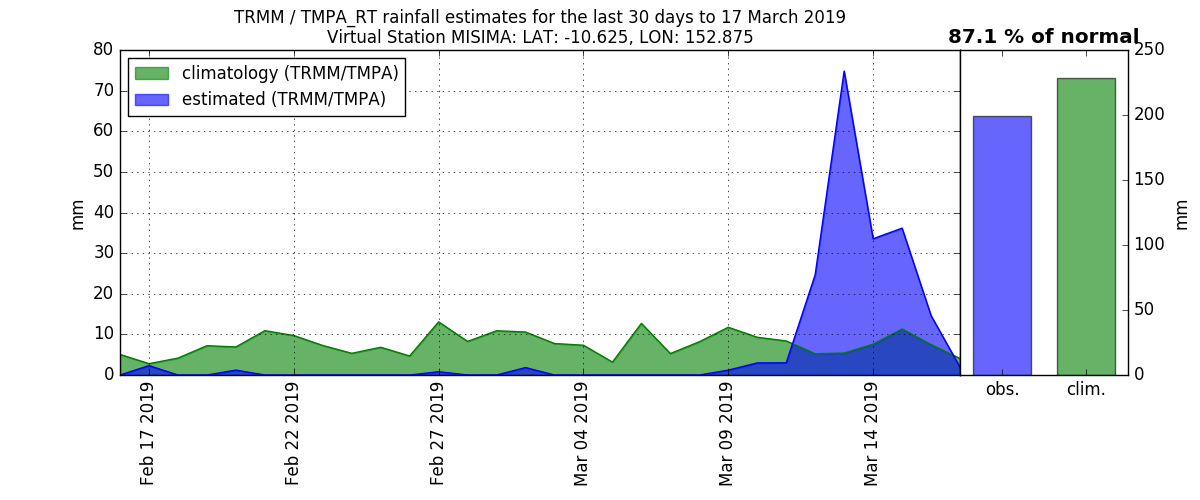 TRMM / TMPA_RT rainfall estimates for the last 30 days to 17 March 2019
Virtual Station MISIMA: LAT: -10.625, LON: 152.875
87.1 % of normal
climatology (TRMM/TMPA)
estimated (TRMM/TMPA)
mm
80
70
60
50
40
30
20
10
0
Feb 17 2019
Feb 22 2019
Feb 27 2019
Mar 04 2019
Mar 09 2019
Mar 14 2019
obs.
clim.
250
200
150
100
50
0
mm